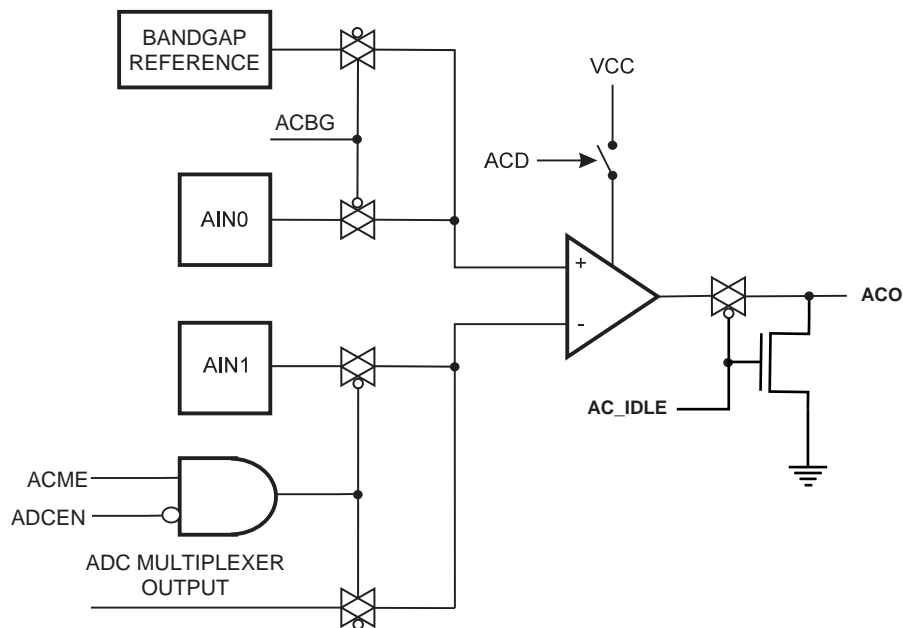 BANDGAP
REFERENCE
VCC
ACBG
ACD
AIN0
+
ACO
-
AIN1
AC_IDLE
ACME
ADCEN
ADC MULTIPLEXER
OUTPUT